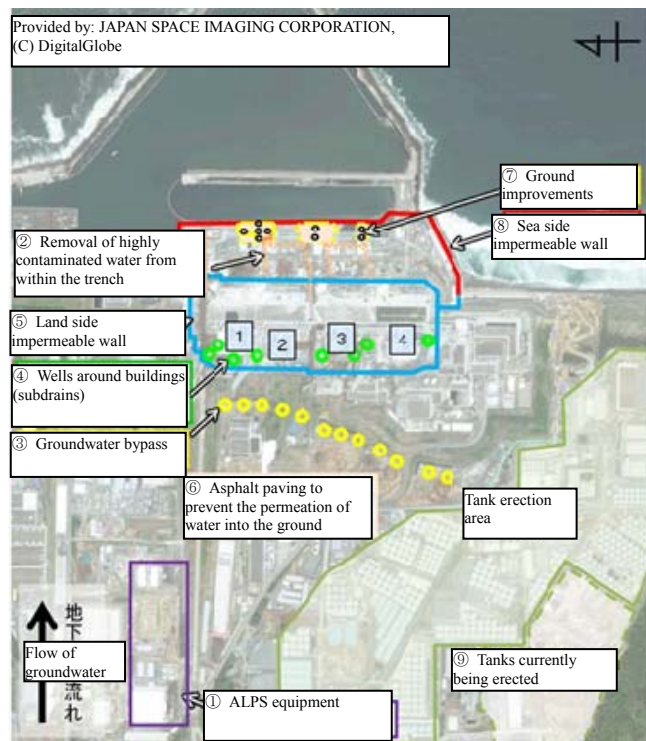 Provided by: JAPAN SPACE IMAGING CORPORATION,
(C) DigitalGlobe
⑦ Ground
improvements
⑧ Sea side
impermeable wall
② Removal of highly
contaminated water from
within the trench
⑤ Land side
impermeable wall
1
2
3
4
④ Wells around buildings
(subdrains)
③ Groundwater bypass
⑥ Asphalt paving to
prevent the permeation of
water into the ground
Tank erection
area
地下
流れ
Flow of
groundwater
⑨ Tanks currently
being erected
① ALPS equipment